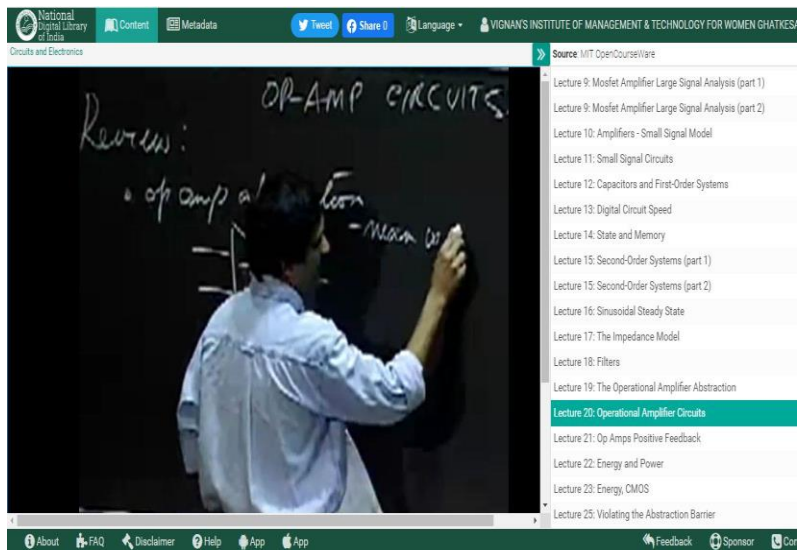 National
Digital Library
of India
Content
Metadata
Tweet
Share 0
Language
VIGNAN'S INSTITUTE OF MANAGEMENT & TECHNOLOGY FOR WOMEN GHATKESA
Circuits and Electronics
Source: MIT OpenCourseWare
OP-AMP CIRCUITS.
Review:
• op amp
Lecture 9: Mosfet Amplifier Large Signal Analysis (part 1)
Lecture 9: Mosfet Amplifier Large Signal Analysis (part 2)
Lecture 10: Amplifiers - Small Signal Model
Lecture 11: Small Signal Circuits
Lecture 12: Capacitors and First-Order Systems
Lecture 13: Digital Circuit Speed
Lecture 14: State and Memory
Lecture 15: Second-Order Systems (part 1)
Lecture 15: Second-Order Systems (part 2)
Lecture 16: Sinusoidal Steady State
Lecture 17: The Impedance Model
Lecture 18: Filters
Lecture 19: The Operational Amplifier Abstraction
Lecture 20: Operational Amplifier Circuits
Lecture 21: Op Amps Positive Feedback
Lecture 22: Energy and Power
Lecture 23: Energy, CMOS
Lecture 25: Violating the Abstraction Barrier
About
FAQ
Disclaimer
Help
App
App
Feedback
Sponsor
Con